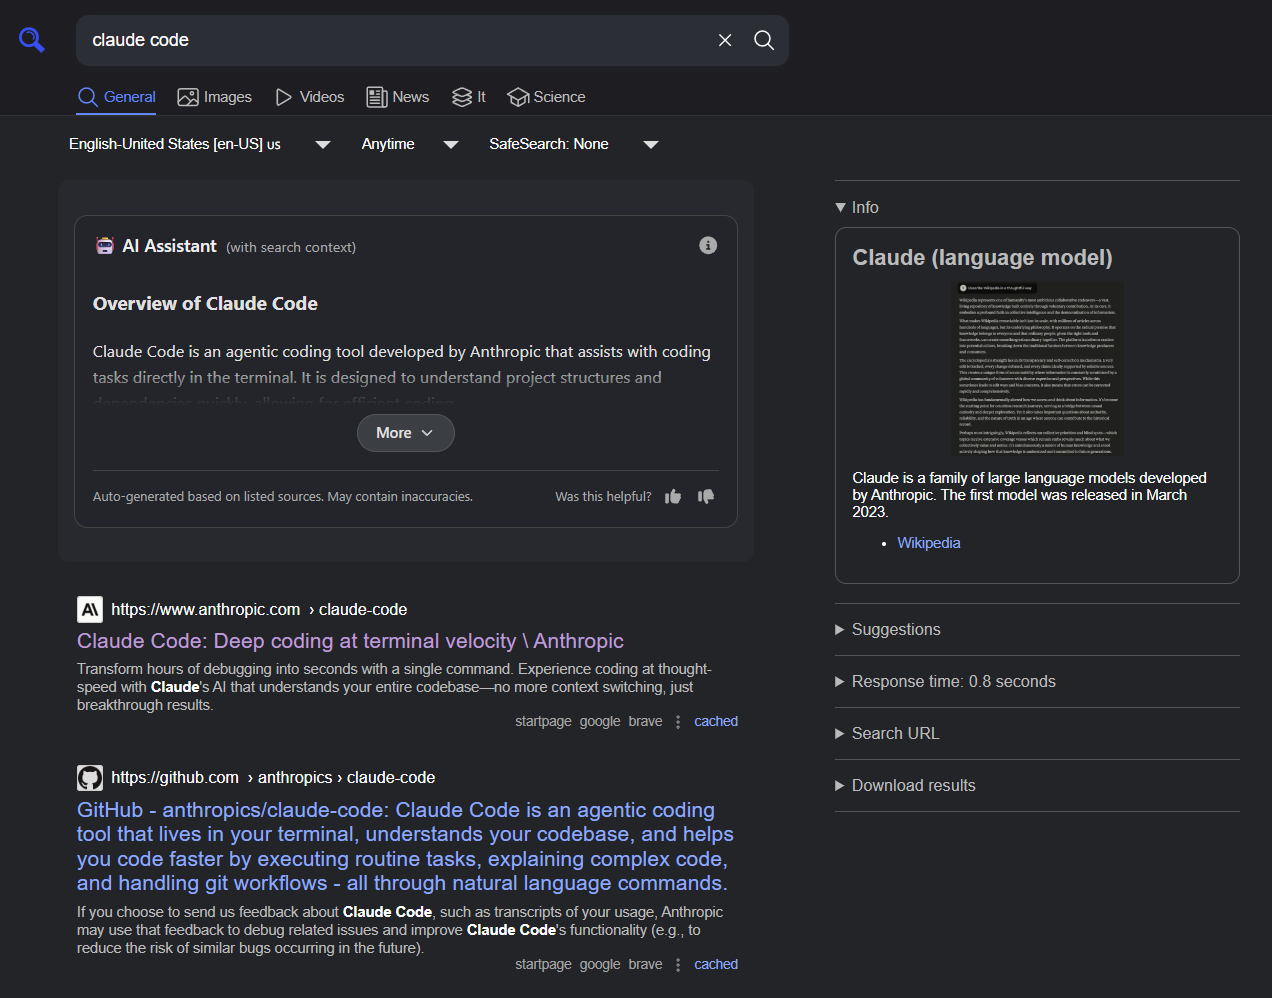 claude code
General Images Videos News It Science
English-United States [en-US] US Anytime SafeSearch: None
AI Assistant (with search context)
Overview of Claude Code
Claude Code is an agentic coding tool developed by Anthropic that assists with coding
tasks directly in the terminal. It is designed to understand project structures and
dependencies quickly, allowing for efficient coding
More
Auto-generated based on listed sources. May contain inaccuracies. Was this helpful?
https://www.anthropic.com › claude-code
Claude Code: Deep coding at terminal velocity \ Anthropic
Transform hours of debugging into seconds with a single command. Experience coding at thought-
speed with Claude's AI that understands your entire codebase—no more context switching, just
breakthrough results.
startpage google brave cached
https://github.com › anthropics › claude-code
GitHub - anthropics/claude-code: Claude Code is an agentic coding
tool that lives in your terminal, understands your codebase, and helps
you code faster by executing routine tasks, explaining complex code,
and handling git workflows - all through natural language commands.
If you choose to send us feedback about Claude Code, such as transcripts of your usage, Anthropic
may use that feedback to debug related issues and improve Claude Code's functionality (e.g., to
reduce the risk of similar bugs occurring in the future).
startpage google brave cached
Info
Claude (language model)
Claude is a family of large language models developed
by Anthropic. The first model was released in March
2023.
Wikipedia
Suggestions
Response time: 0.8 seconds
Search URL
Download results